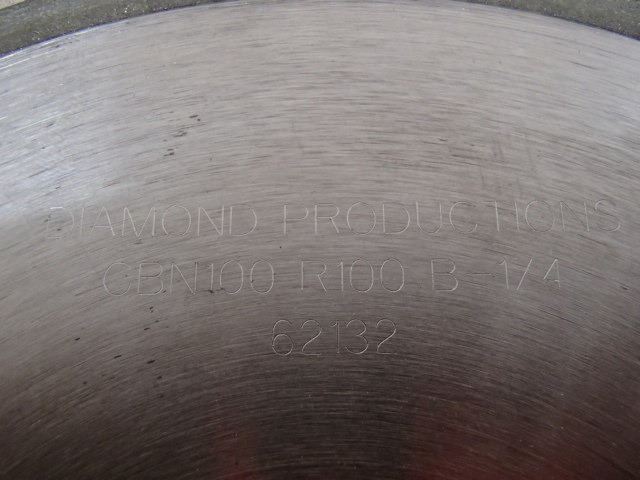 DIAMOND PRODUCTIONS
CBN100 R100 B-1/4
62132